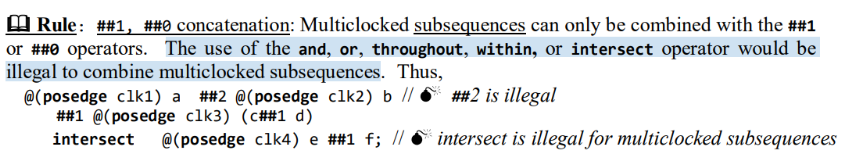 📖 Rule: ##1, ##0 concatenation: Multiclocked subsequences can only be combined with the ##1
or ##0 operators. The use of the and, or, throughout, within, or intersect operator would be
illegal to combine multiclocked subsequences. Thus,
@(posedge clk1) a ##2 @(posedge clk2) b // 💣 ##2 is illegal
##1 @(posedge clk3) (c##1 d)
intersect @(posedge clk4) e ##1 f; // 💣 intersect is illegal for multiclocked subsequences